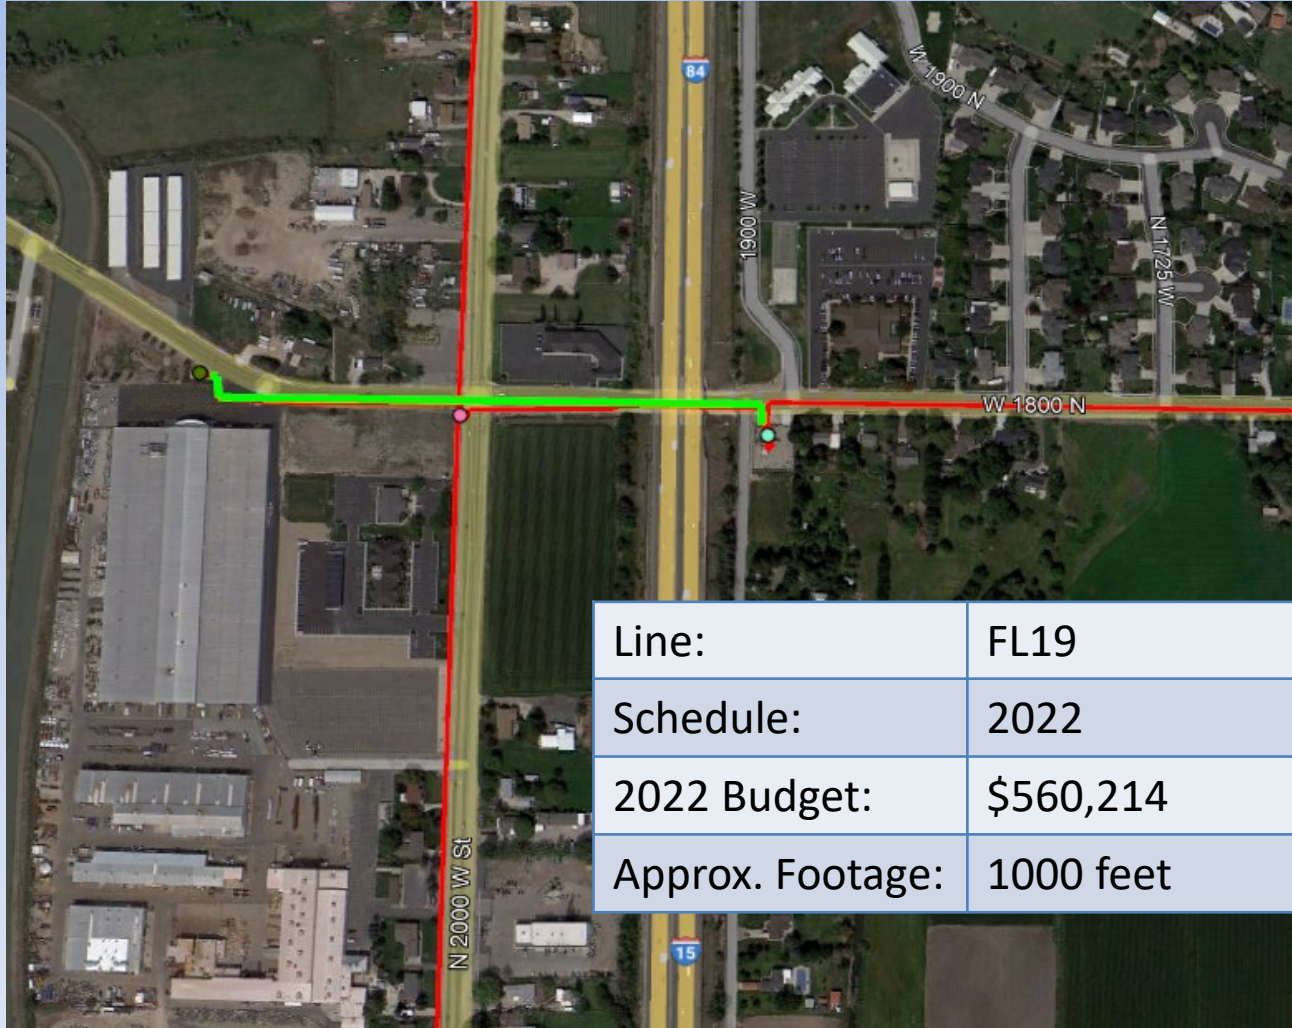 84
W 1900 N
1900 W
N 1725 W
W 1800 N
Line: FL19
Schedule: 2022
2022 Budget: $560,214
Approx. Footage: 1000 feet
N 2000 W St
15